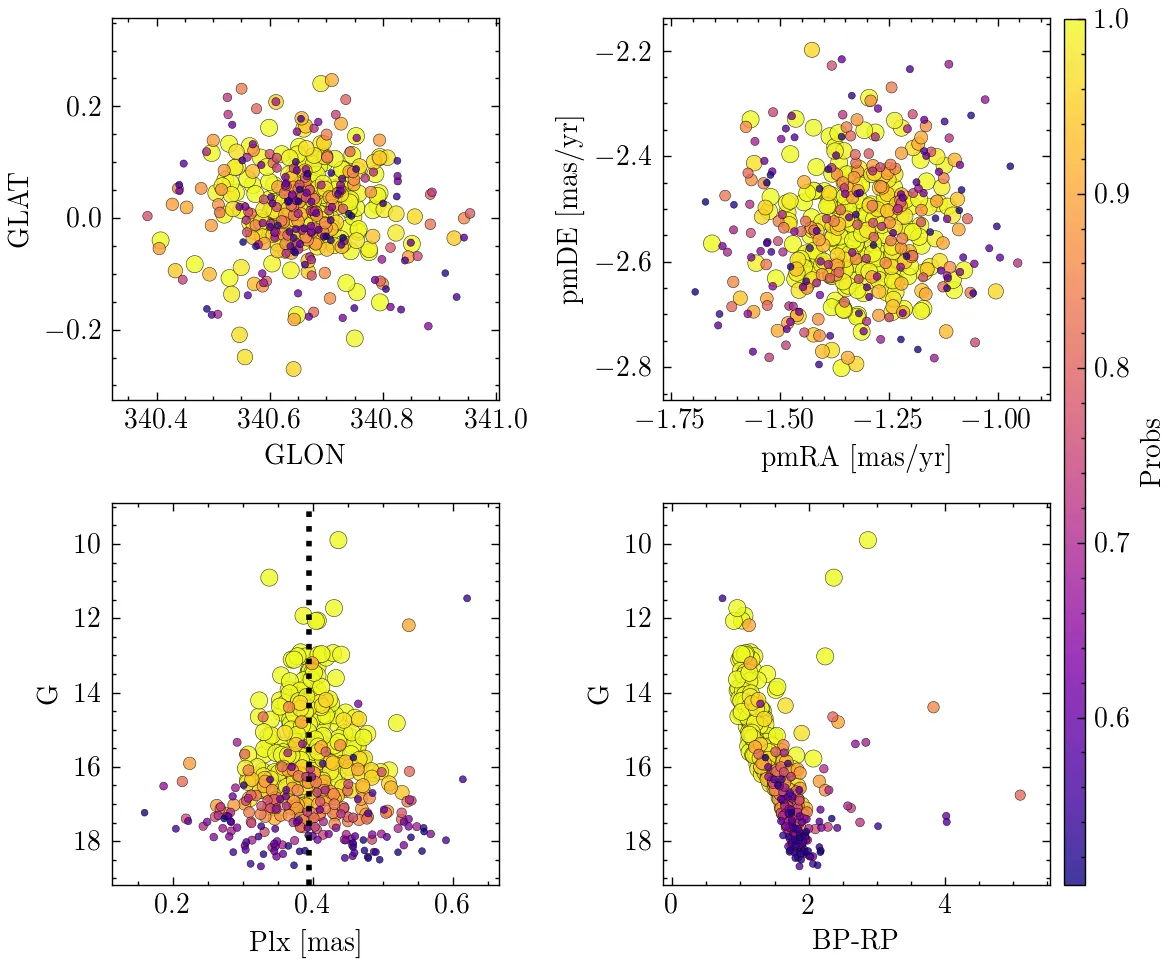 0.2
0.0
−0.2
GLAT
340.4 340.6 340.8 341.0
GLON
−2.2
−2.4
−2.6
−2.8
pmDE [mas/yr]
−1.75 −1.50 −1.25 −1.00
pmRA [mas/yr]
1.0
0.9
0.8
0.7
0.6
Probs
10
12
14
16
18
G
0.2 0.4 0.6
Plx [mas]
10
12
14
16
18
G
0 2 4
BP-RP